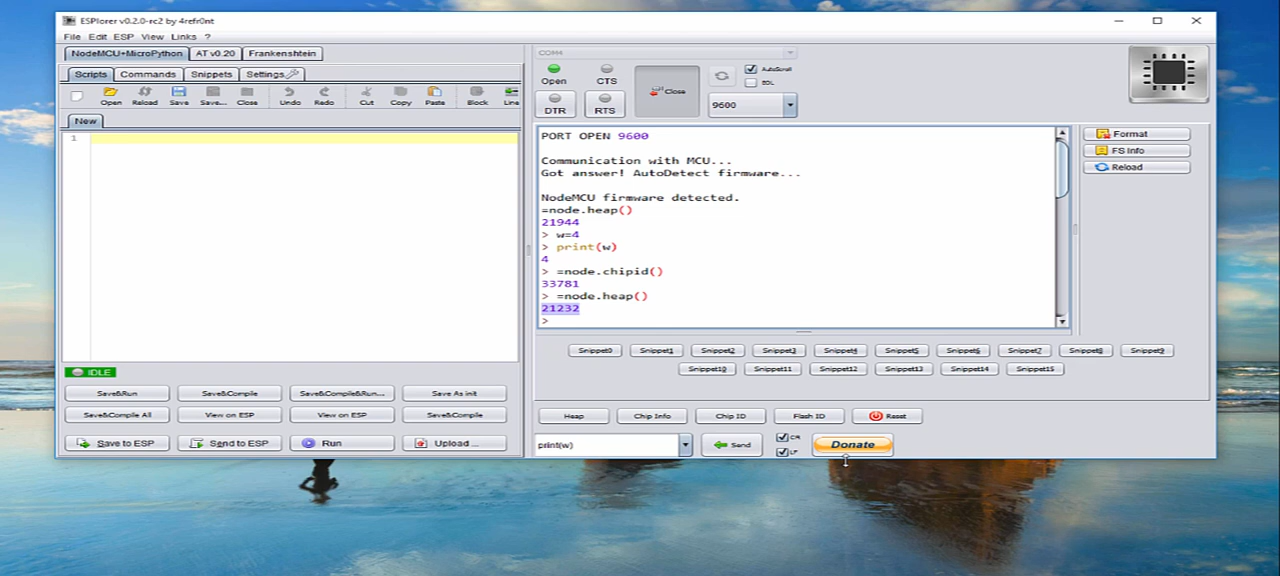 ESPlorer v0.2.0-rc2 by 4refr0nt
File Edit ESP View Links ?
NodeMCU+MicroPython AT v0.20 Frankenshtein
Scripts Commands Snippets Settings
Open Reload Save Save... Close Undo Redo Cut Copy Paste Block Line
New
1
IDLE
Save&Run Save&Compile Save&Compile&Run... Save As init
Save&Compile All View on ESP View on ESP Save&Compile
Save to ESP Send to ESP Run Upload ...
COM4
Open CTS Close AutoScroll
EOL
DTR RTS 9600
PORT OPEN 9600
Communication with MCU...
Got answer! AutoDetect firmware...
NodeMCU firmware detected.
=node.heap()
21944
> w=4
> print(w)
4
> =node.chipid()
33781
> =node.heap()
21232
>
Format
FS Info
Reload
Snippet0 Snippet1 Snippet2 Snippet3 Snippet4 Snippet5 Snippet6 Snippet7 Snippet8 Snippet9
Snippet10 Snippet11 Snippet12 Snippet13 Snippet14 Snippet15
Heap Chip Info Chip ID Flash ID Reset
print(w) Send CR Donate
LF